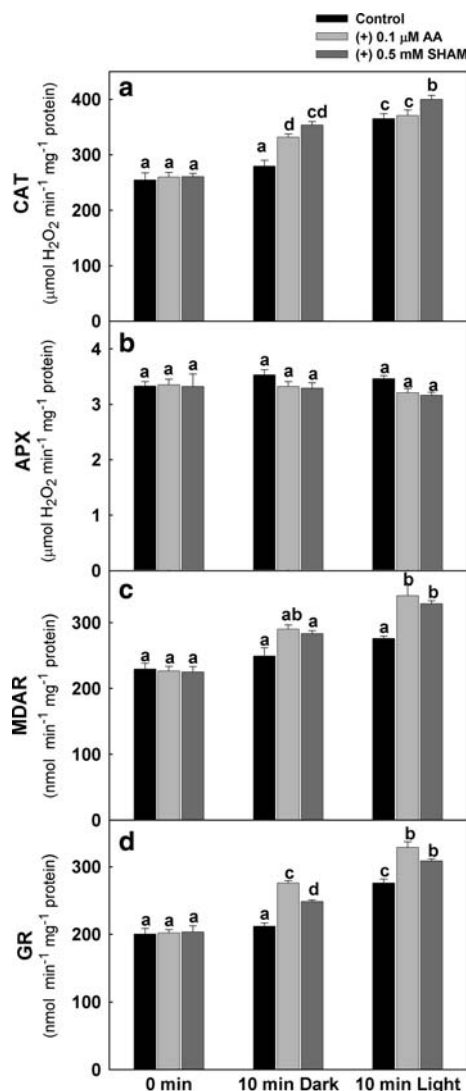 Control
(+) 0.1 μM AA
(+) 0.5 mM SHAM
a
CAT
(μmol H₂O₂ min⁻¹ mg⁻¹ protein)
400
300
200
100
0
a a a
a d cd
c c b
b
APX
(μmol H₂O₂ min⁻¹ mg⁻¹ protein)
4
3
2
1
0
a a a
a a a
a a a
c
MDAR
(nmol min⁻¹ mg⁻¹ protein)
300
200
0
a a a
a ab a
a b b
d
GR
(nmol min⁻¹ mg⁻¹ protein)
300
200
100
0
a a a
a c d
c b b
0 min 10 min Dark 10 min Light